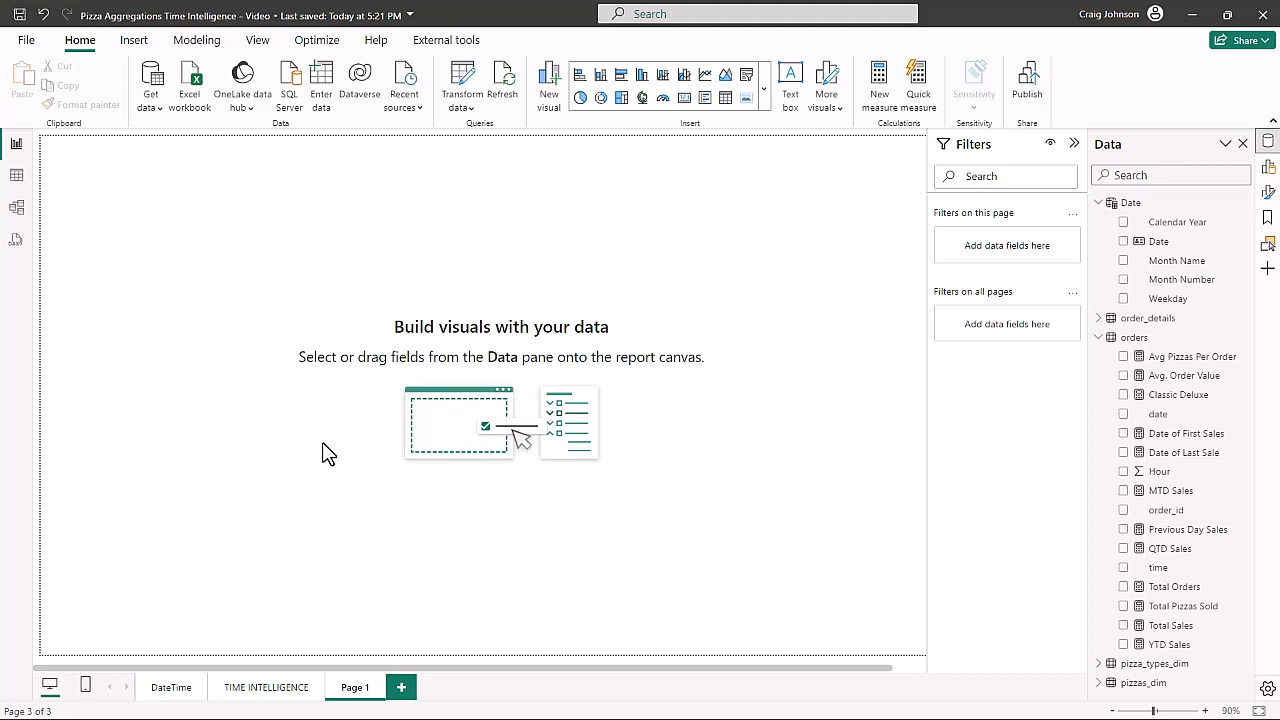 Pizza Aggregations Time Intelligence - Video • Last saved: Today at 5:21 PM
Search
Craig Johnson
File Home Insert Modeling View Optimize Help External tools
Share
Paste
Cut
Copy
Format painter
Clipboard
Get data
Excel workbook
OneLake data hub
SQL Server
Enter data
Dataverse
Recent sources
Data
Transform data
Refresh
Queries
New visual
Text box
More visuals
Insert
New measure
Quick measure
Calculations
Sensitivity
Sensitivity
Publish
Share
Build visuals with your data
Select or drag fields from the Data pane onto the report canvas.
Filters
Search
Filters on this page
Add data fields here
Filters on all pages
Add data fields here
Data
Search
Date
Calendar Year
Date
Month Name
Month Number
Weekday
order_details
orders
Avg Pizzas Per Order
Avg. Order Value
Classic Deluxe
date
Date of First Sales
Date of Last Sale
Hour
MTD Sales
order_id
Previous Day Sales
QTD Sales
time
Total Orders
Total Pizzas Sold
Total Sales
YTD Sales
pizza_types_dim
pizzas_dim
DateTime
TIME INTELLIGENCE
Page 1
Page 3 of 3
90%